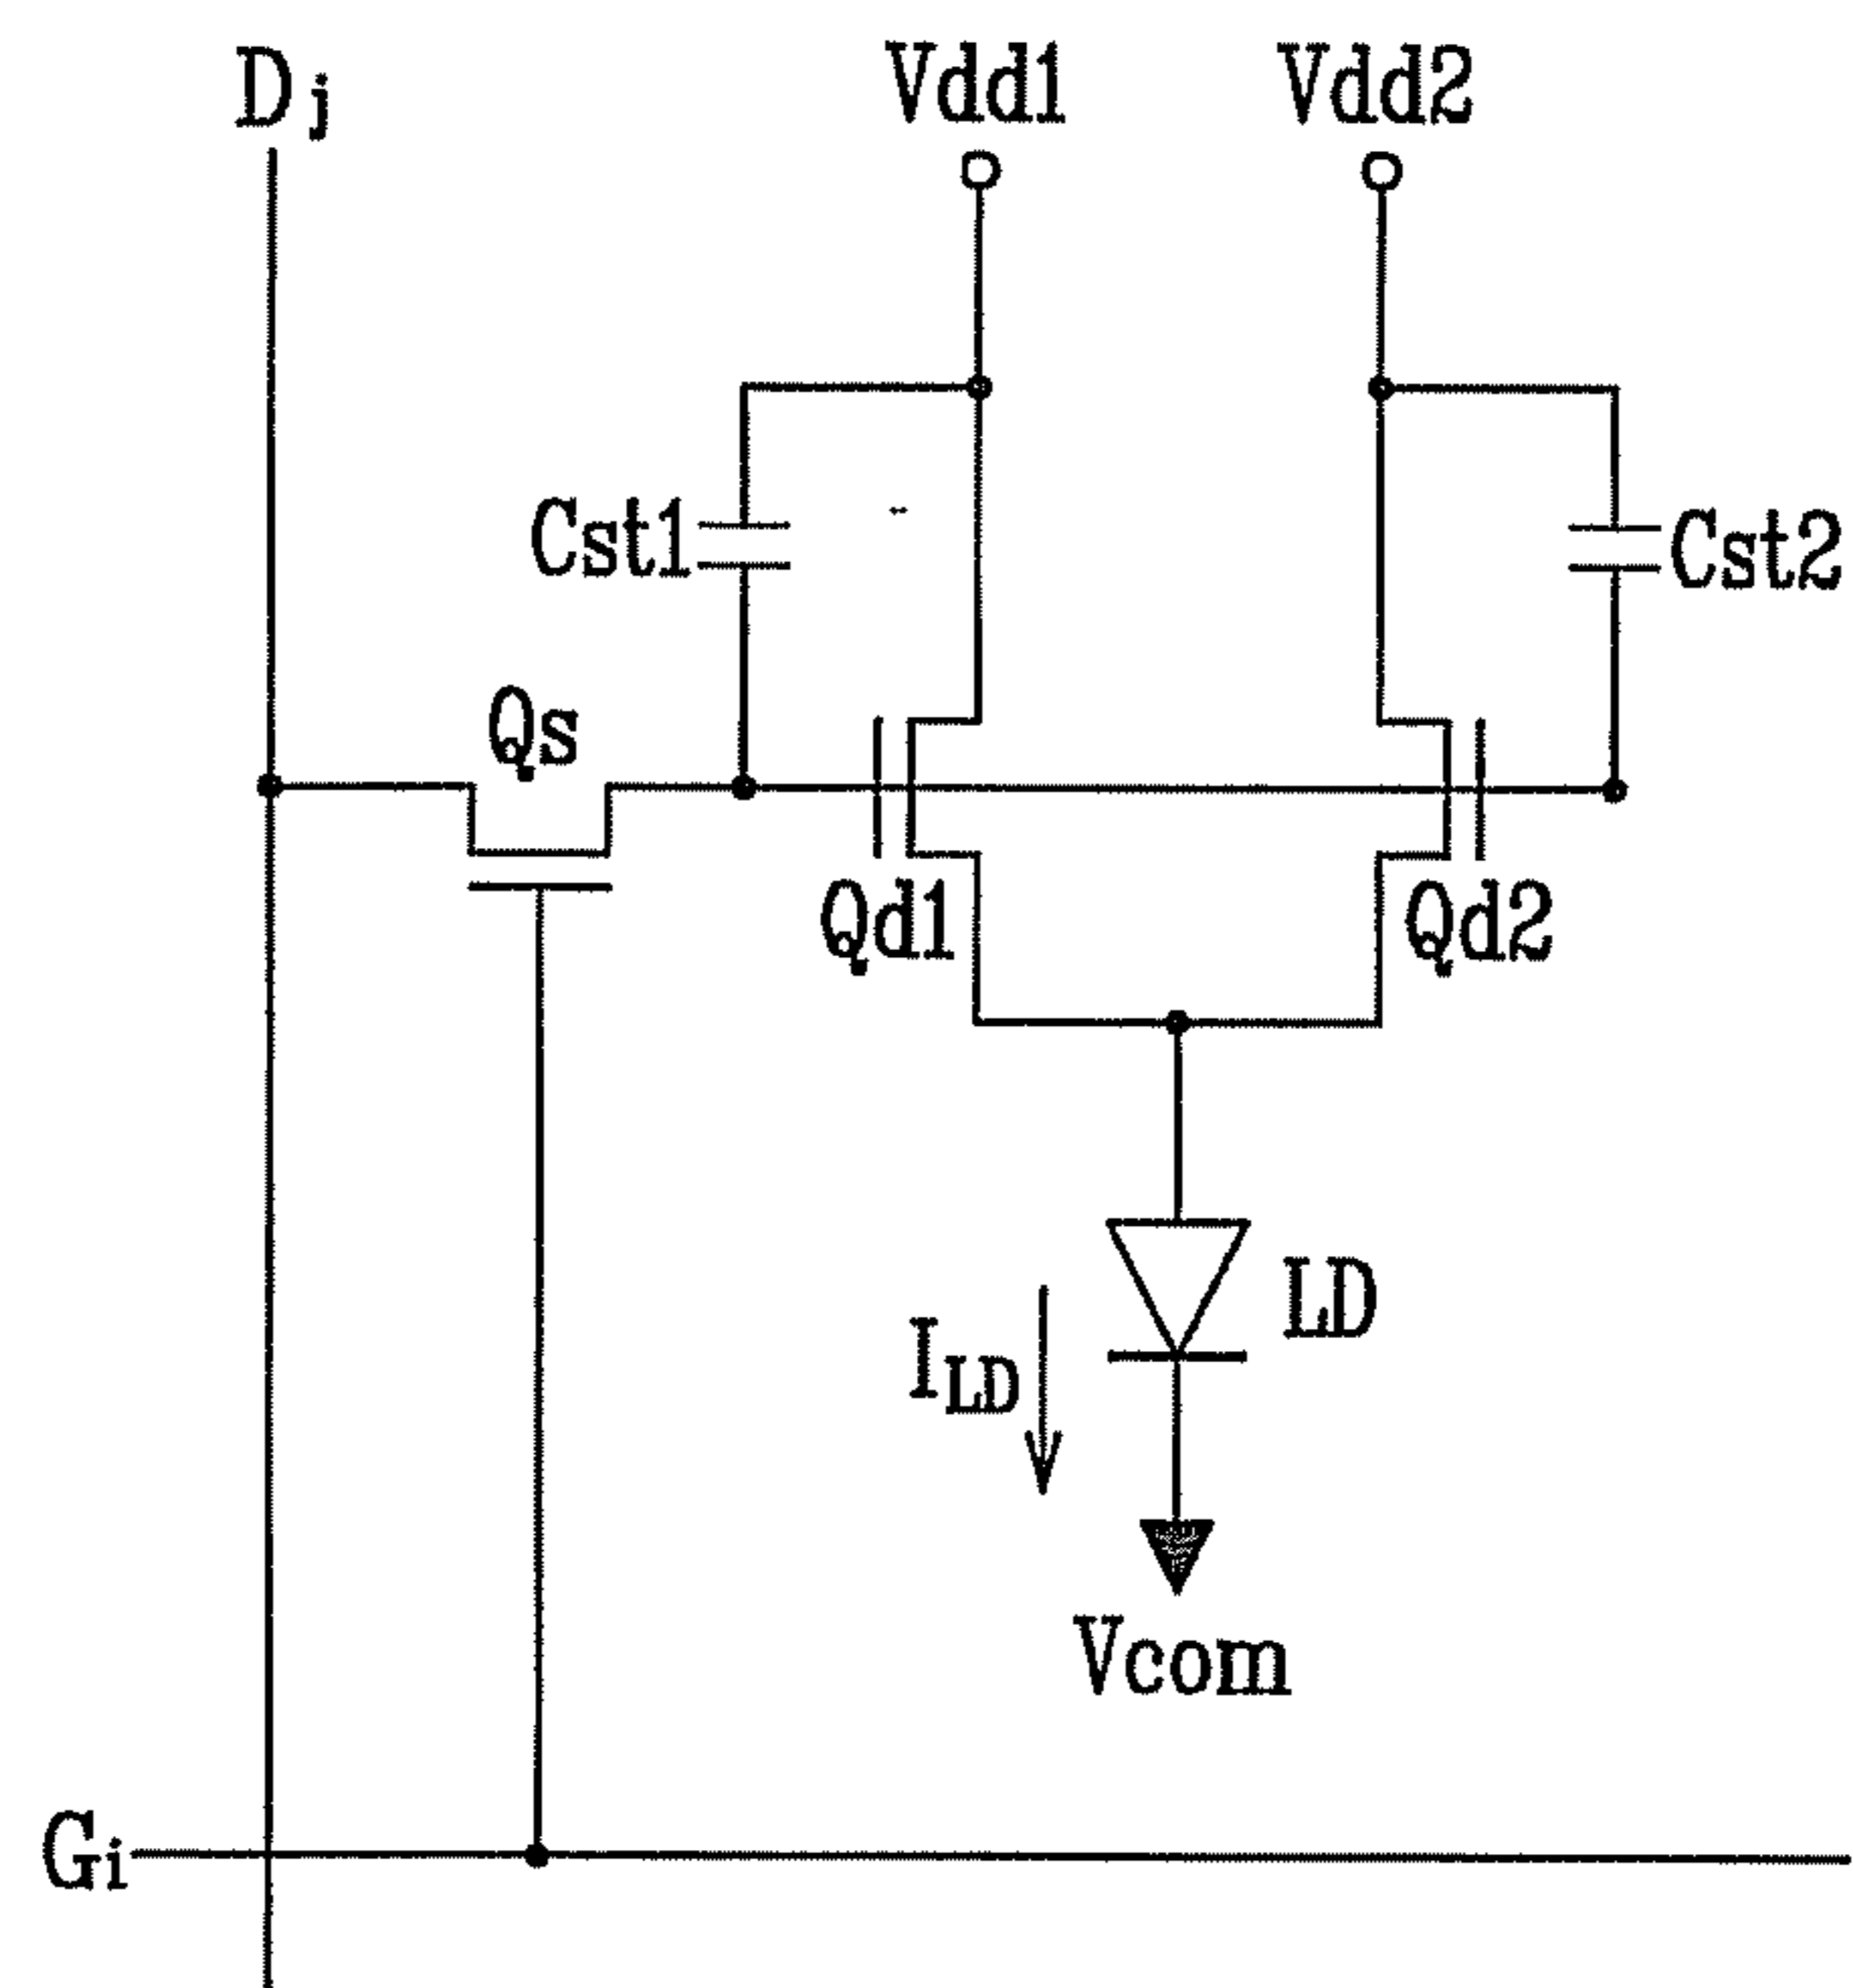 Dj
Vdd1
Vdd2
Cst1
Cst2
Qs
Qd1
Qd2
LD
ILD
Vcom
Gi